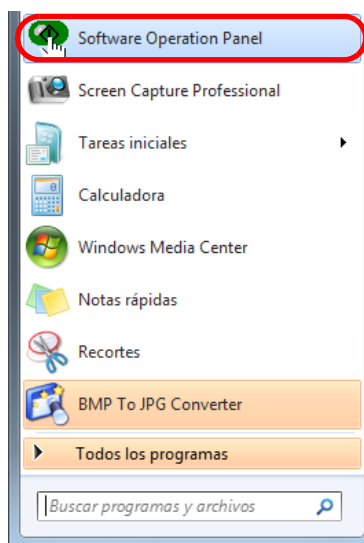 Software Operation Panel
Screen Capture Professional
Tareas iniciales
Calculadora
Windows Media Center
Notas rápidas
Recortes
BMP To JPG Converter
Todos los programas
Buscar programas y archivos